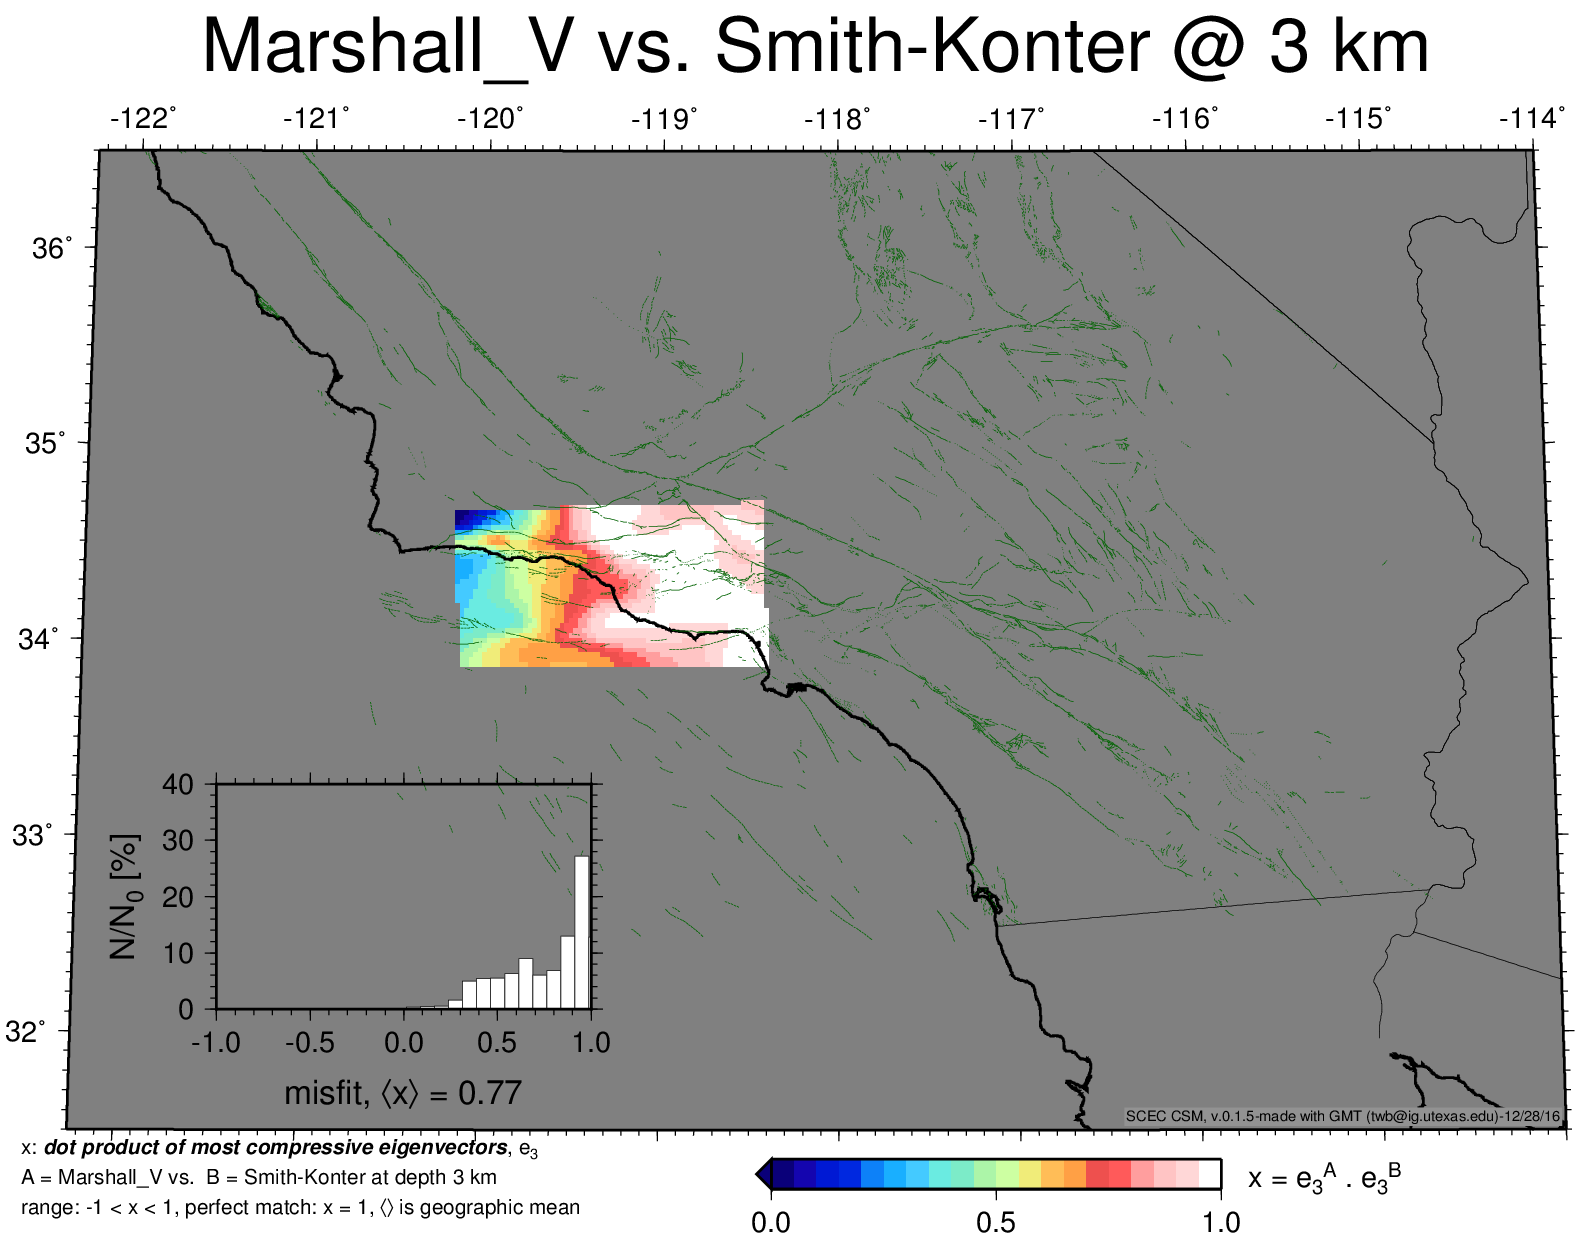 Marshall_V vs. Smith-Konter @ 3 km
-122° -121° -120° -119° -118° -117° -116° -115° -114°
36°
35°
34°
33°
32°
40
30
20
10
0
N/N0 [%]
-1.0 -0.5 0.0 0.5 1.0
misfit, ⟨x⟩ = 0.77
SCEC CSM, v.0.1.5-made with GMT (twb@ig.utexas.edu)-12/28/16
x: dot product of most compressive eigenvectors, e3
A = Marshall_V vs. B = Smith-Konter at depth 3 km
range: -1 < x < 1, perfect match: x = 1, ⟨⟩ is geographic mean
x = e3A . e3B
0.0 0.5 1.0